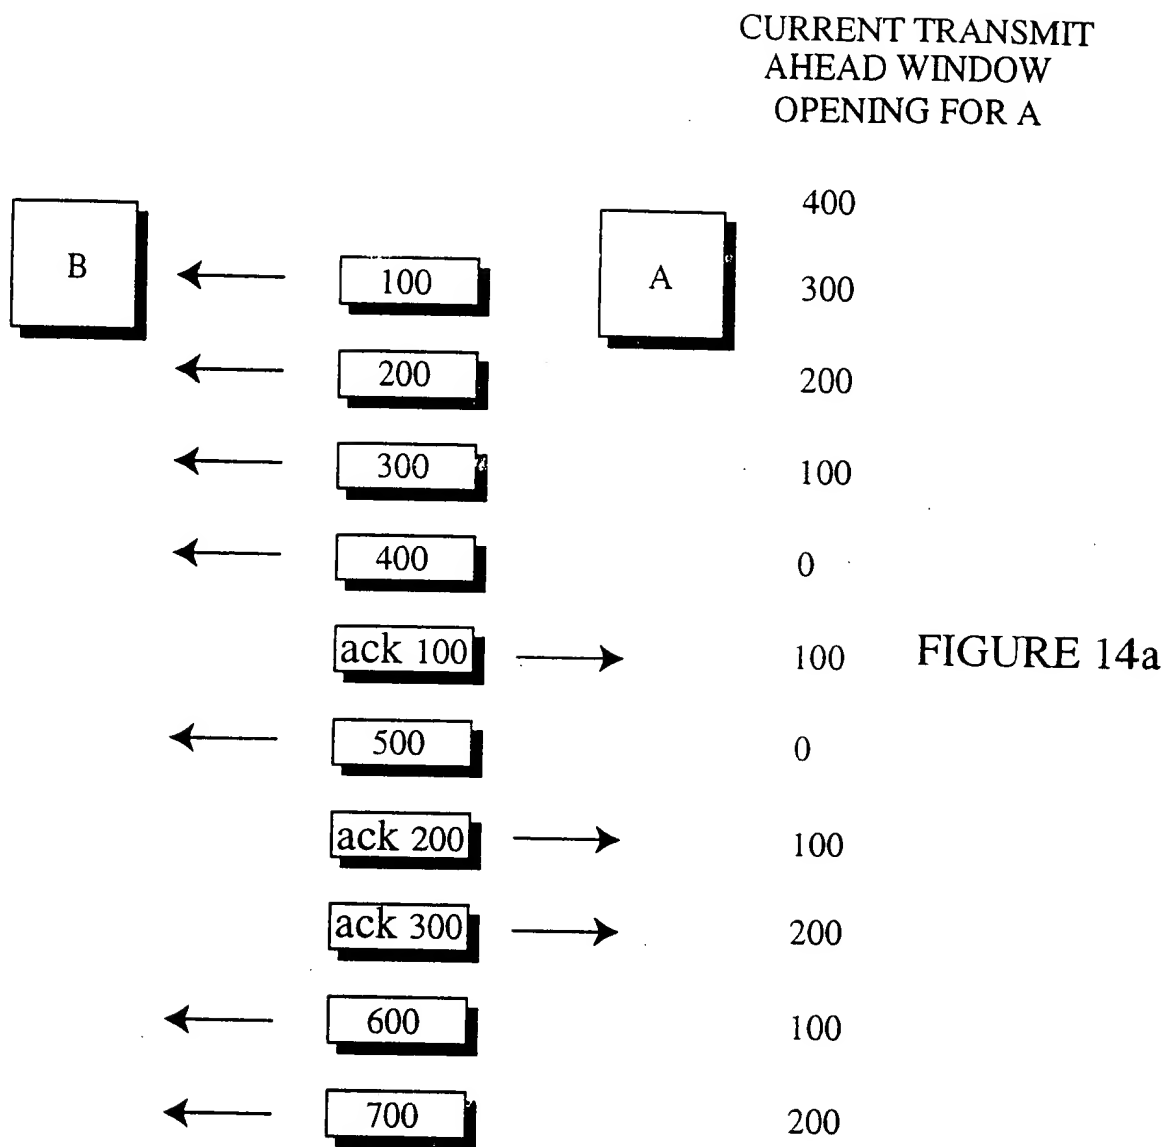 CURRENT TRANSMIT
AHEAD WINDOW
OPENING FOR A
400
B
100
A
300
200
200
300
100
400
0
ack 100
100
FIGURE 14a
500
0
ack 200
100
ack 300
200
600
100
700
200